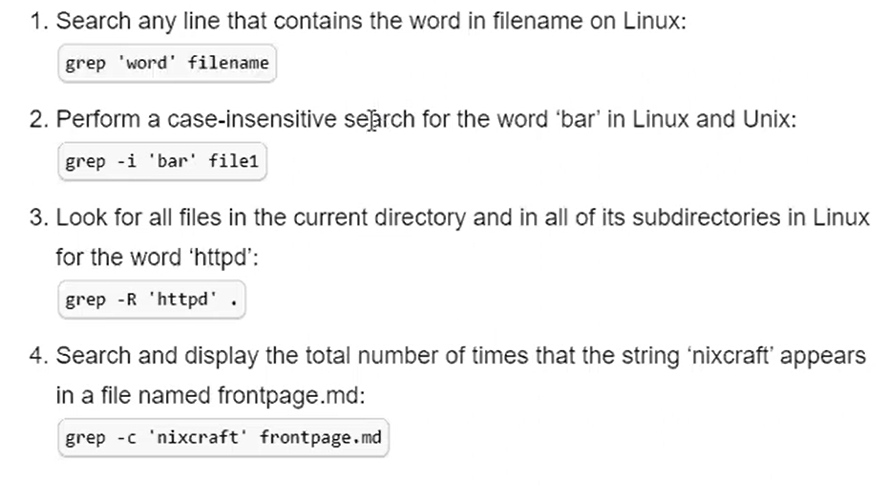 1. Search any line that contains the word in filename on Linux:
grep 'word' filename
2. Perform a case-insensitive search for the word ‘bar’ in Linux and Unix:
grep -i 'bar' file1
3. Look for all files in the current directory and in all of its subdirectories in Linux
for the word ‘httpd’:
grep -R 'httpd' .
4. Search and display the total number of times that the string ‘nixcraft’ appears
in a file named frontpage.md:
grep -c 'nixcraft' frontpage.md